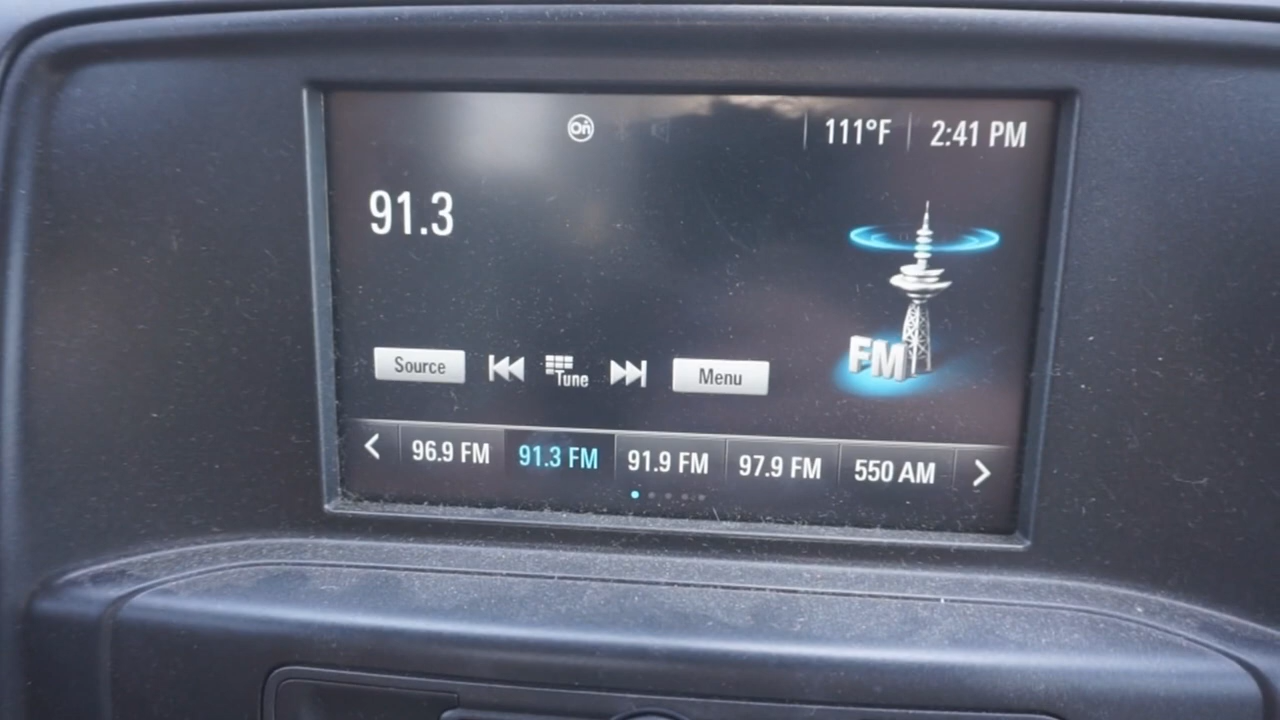 On 111°F 2:41 PM
91.3
FM
Source Tune Menu
96.9 FM 91.3 FM 91.9 FM 97.9 FM 550 AM